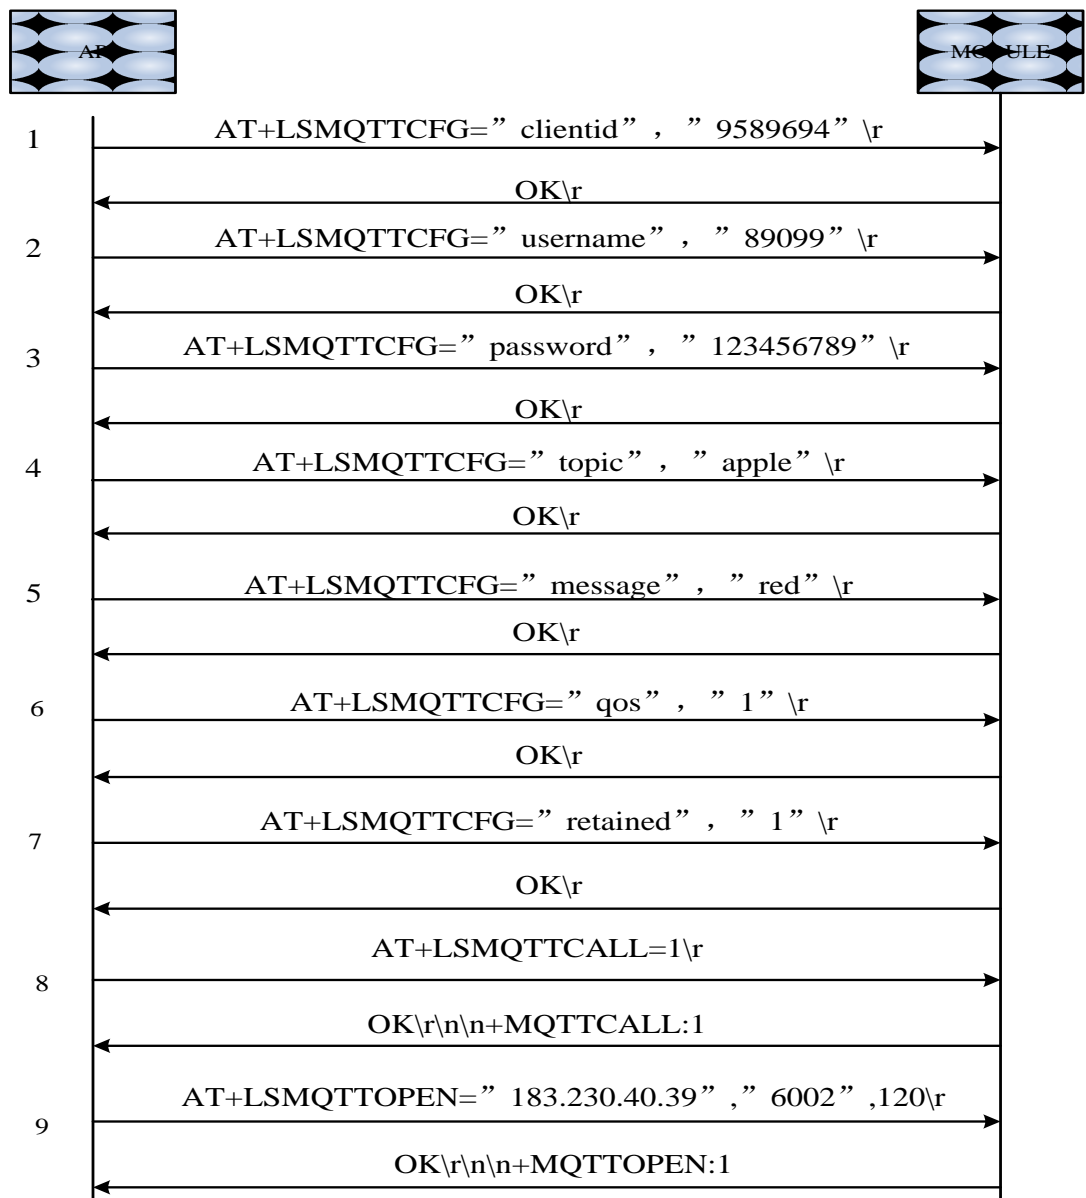 1
AT+LSMQTTCFG=” clientid” ， ” 9589694” \r
OK\r
2
AT+LSMQTTCFG=” username” ， ” 89099” \r
OK\r
3
AT+LSMQTTCFG=” password” ， ” 123456789” \r
OK\r
4
AT+LSMQTTCFG=” topic” ， ” apple” \r
OK\r
5
AT+LSMQTTCFG=” message” ， ” red” \r
OK\r
6
AT+LSMQTTCFG=” qos” ， ” 1” \r
OK\r
7
AT+LSMQTTCFG=” retained” ， ” 1” \r
OK\r
8
AT+LSMQTTCALL=1\r
OK\r\n\n+MQTTCALL:1
9
AT+LSMQTTOPEN=” 183.230.40.39” ,” 6002” ,120\r
OK\r\n\n+MQTTOPEN:1